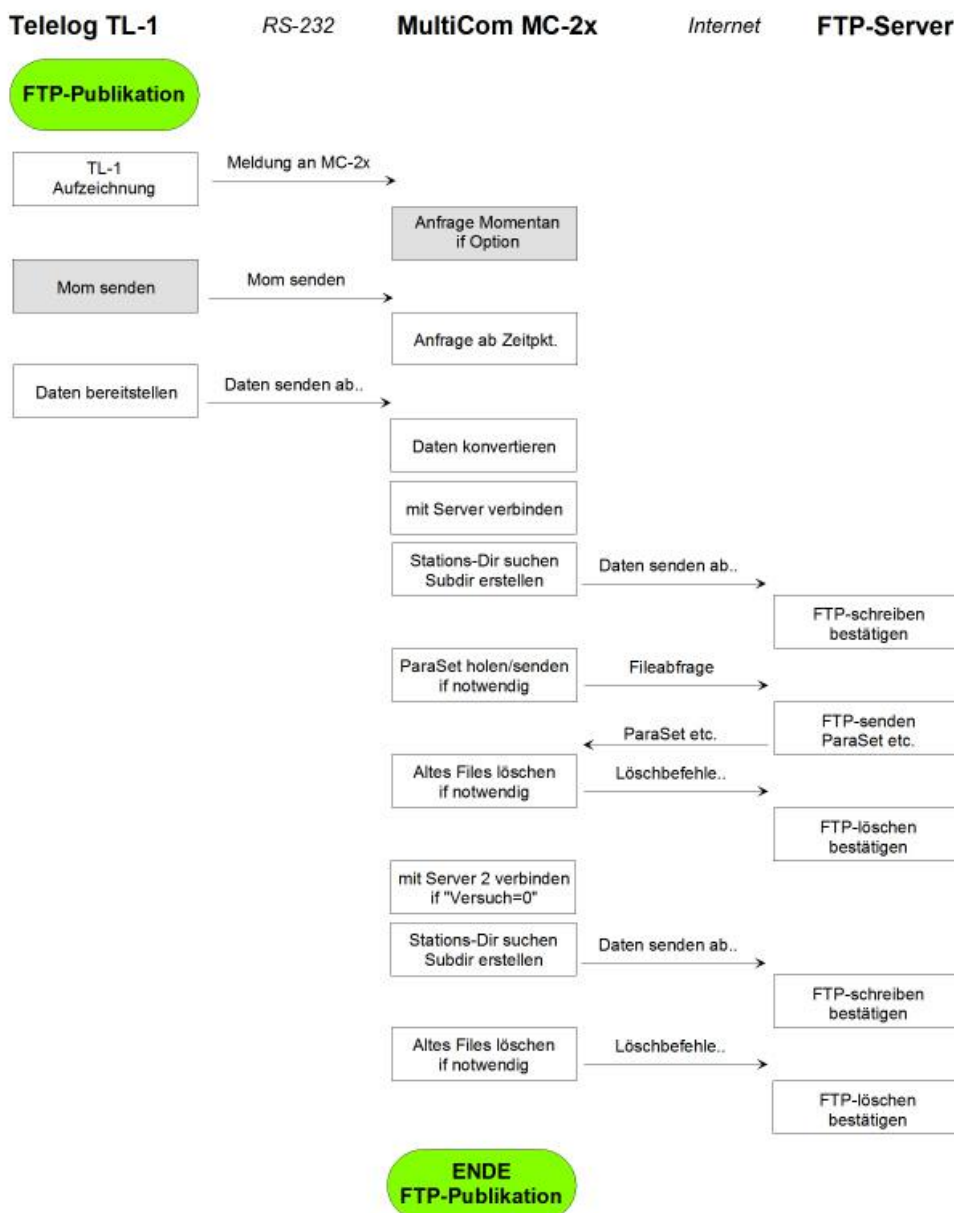 Telelog TL-1 RS-232 MultiCom MC-2x Internet FTP-Server
FTP-Publikation
TL-1
Aufzeichnung
Meldung an MC-2x
Anfrage Momentan
if Option
Mom senden
Mom senden
Anfrage ab Zeitpkt.
Daten bereitstellen
Daten senden ab..
Daten konvertieren
mit Server verbinden
Stations-Dir suchen
Subdir erstellen
Daten senden ab..
FTP-schreiben
bestätigen
ParaSet holen/senden
if notwendig
Fileabfrage
FTP-senden
ParaSet etc.
ParaSet etc.
Altes Files löschen
if notwendig
Löschbefehle..
FTP-löschen
bestätigen
mit Server 2 verbinden
if "Versuch=0"
Stations-Dir suchen
Subdir erstellen
Daten senden ab..
FTP-schreiben
bestätigen
Altes Files löschen
if notwendig
Löschbefehle..
FTP-löschen
bestätigen
ENDE
FTP-Publikation